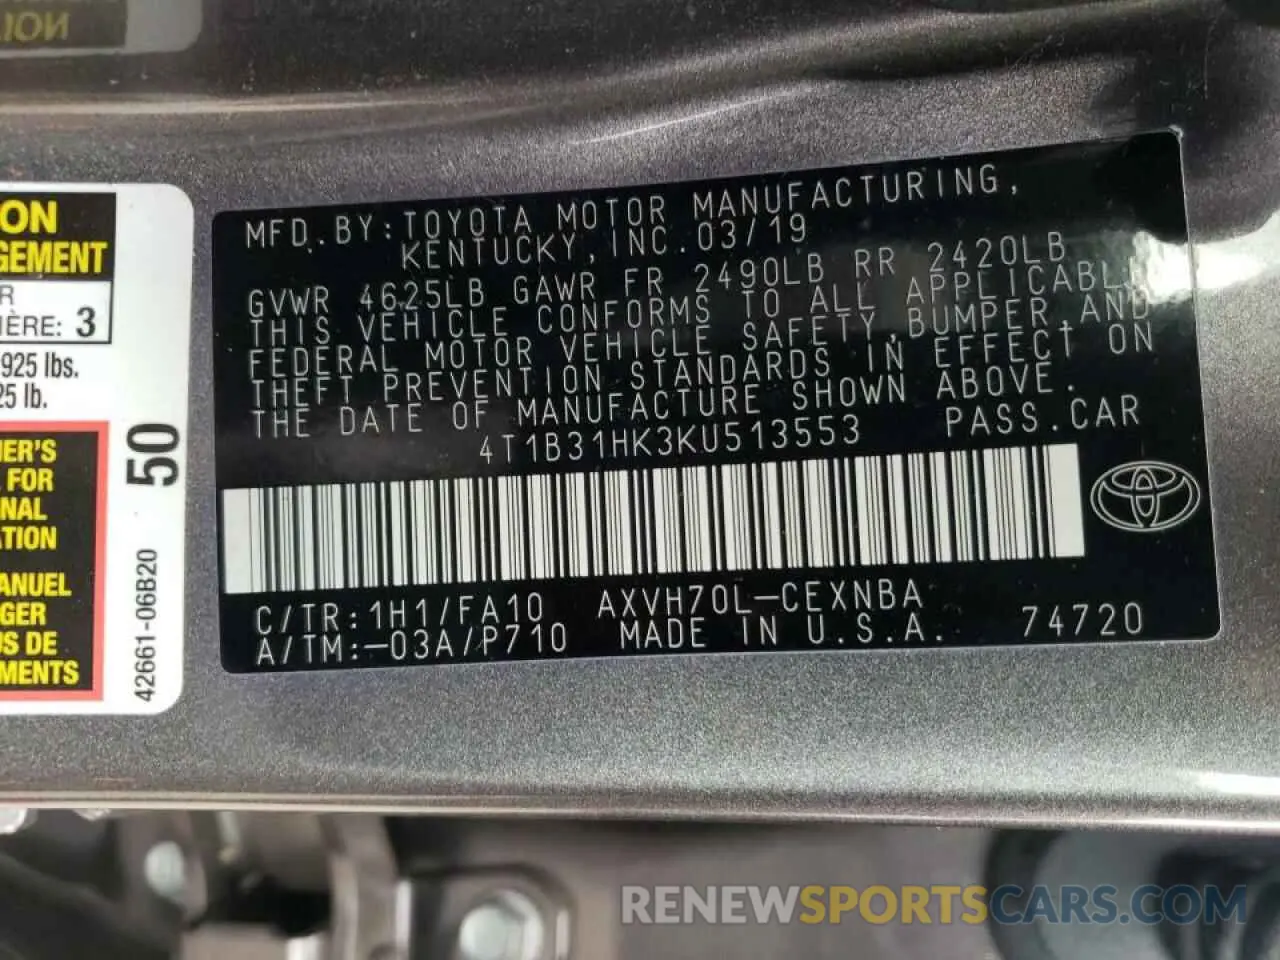 ION
ION
GEMENT
R
IÈRE: 3
925 lbs.
25 lb.
ER'S
FOR
NAL
TION
ANUEL
GER
US DE
MENTS
50
42661-06B20
MFD. BY: TOYOTA MOTOR MANUFACTURING,
KENTUCKY, INC. 03/19
GVWR 4625LB GAWR FR 2490LB RR 2420LB
THIS VEHICLE CONFORMS TO ALL APPLICABLE
FEDERAL MOTOR VEHICLE SAFETY, BUMPER, AND
THEFT PREVENTION STANDARDS IN EFFECT ON
THE DATE OF MANUFACTURE SHOWN ABOVE.
4T1B31HK3KU513553 PASS. CAR
C/TR: 1H1/FA10 AXVH70L-CEXNBA
A/TM:-03A/P710 MADE IN U.S.A. 74720
RENEWSPORTSCARS.COM